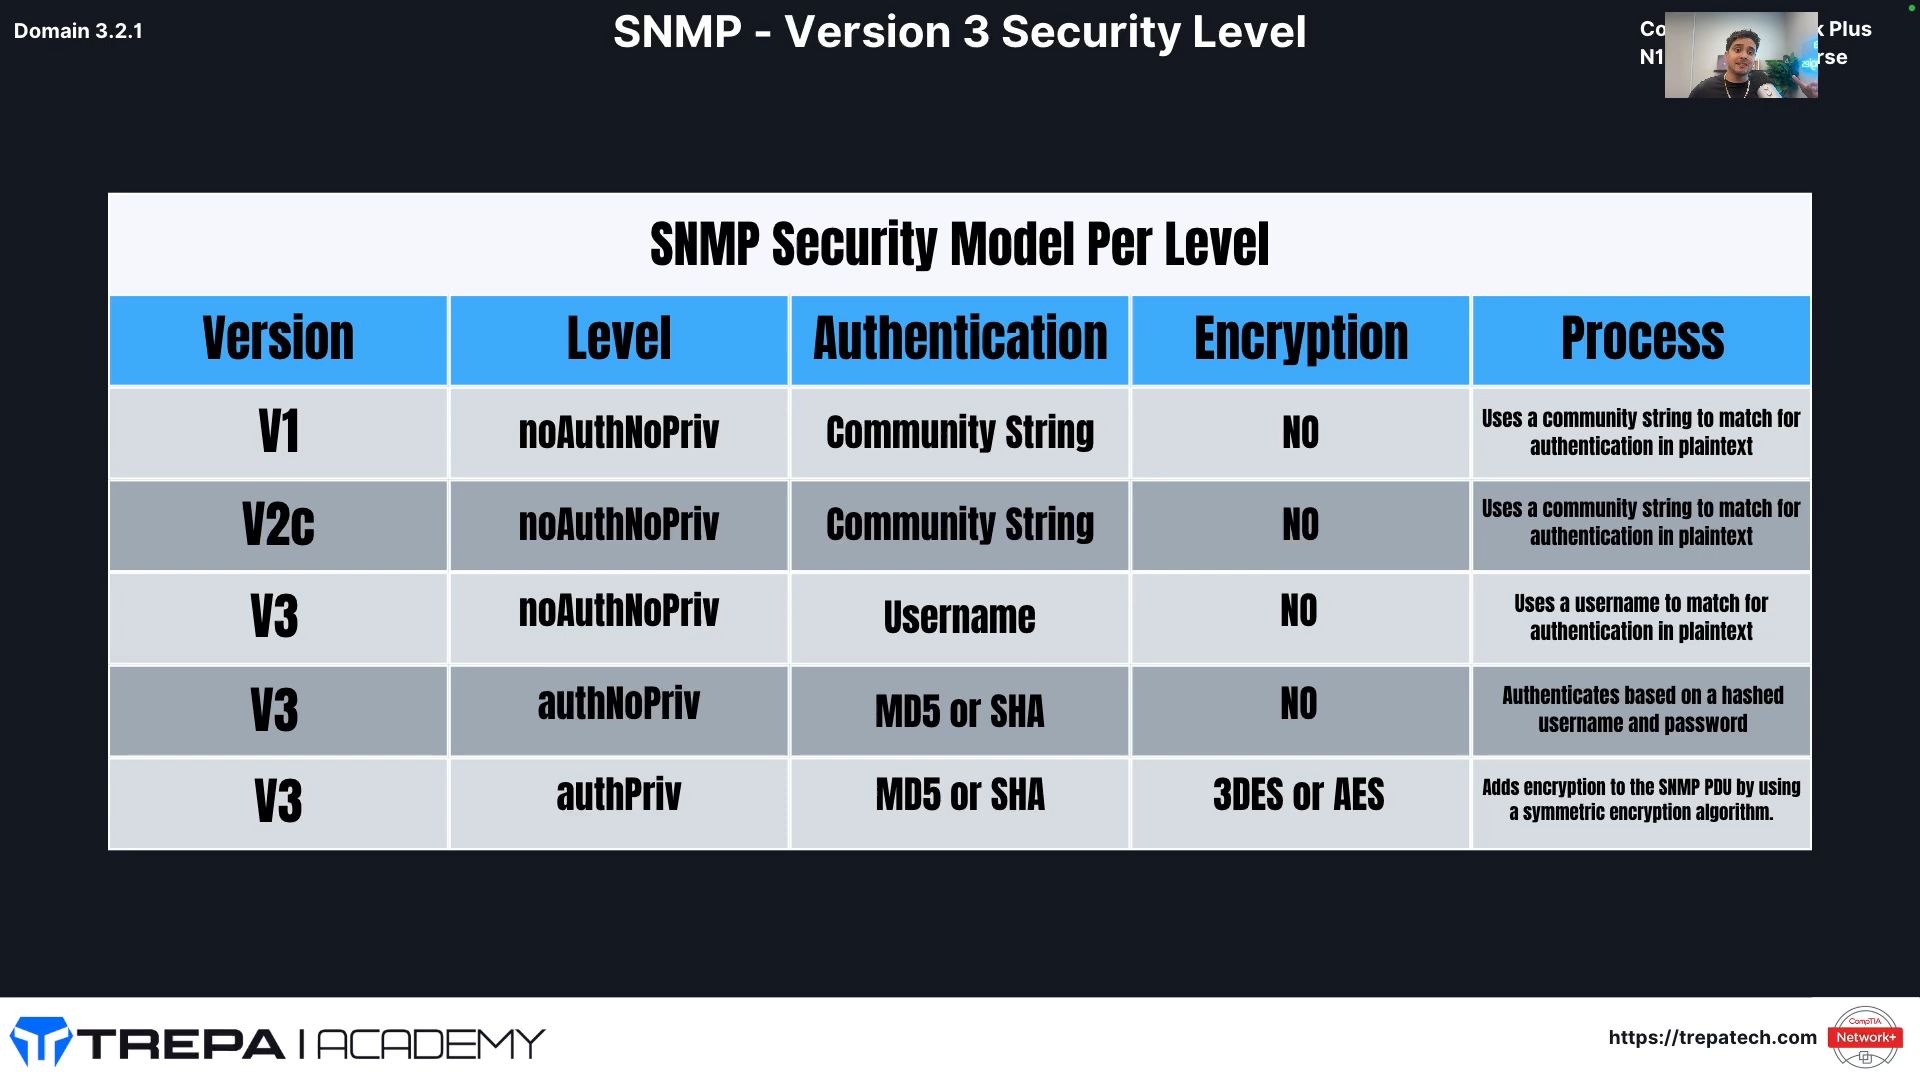 Domain 3.2.1
SNMP - Version 3 Security Level
Plus
SNMP Security Model Per Level
Version Level Authentication Encryption Process
V1 noAuthNoPriv Community String NO Uses a community string to match for
authentication in plaintext
V2c noAuthNoPriv Community String NO Uses a community string to match for
authentication in plaintext
V3 noAuthNoPriv Username NO Uses a username to match for
authentication in plaintext
V3 authNoPriv MD5 or SHA NO Authenticates based on a hashed
username and password
V3 authPriv MD5 or SHA 3DES or AES Adds encryption to the SNMP PDU by using
a symmetric encryption algorithm.
TREPA | ACADEMY
https://trepatech.com
CompTIA
Network+